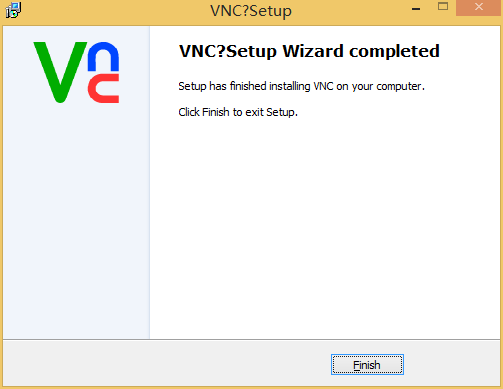 VNC?Setup
Vnc
VNC?Setup Wizard completed
Setup has finished installing VNC on your computer.
Click Finish to exit Setup.
Finish